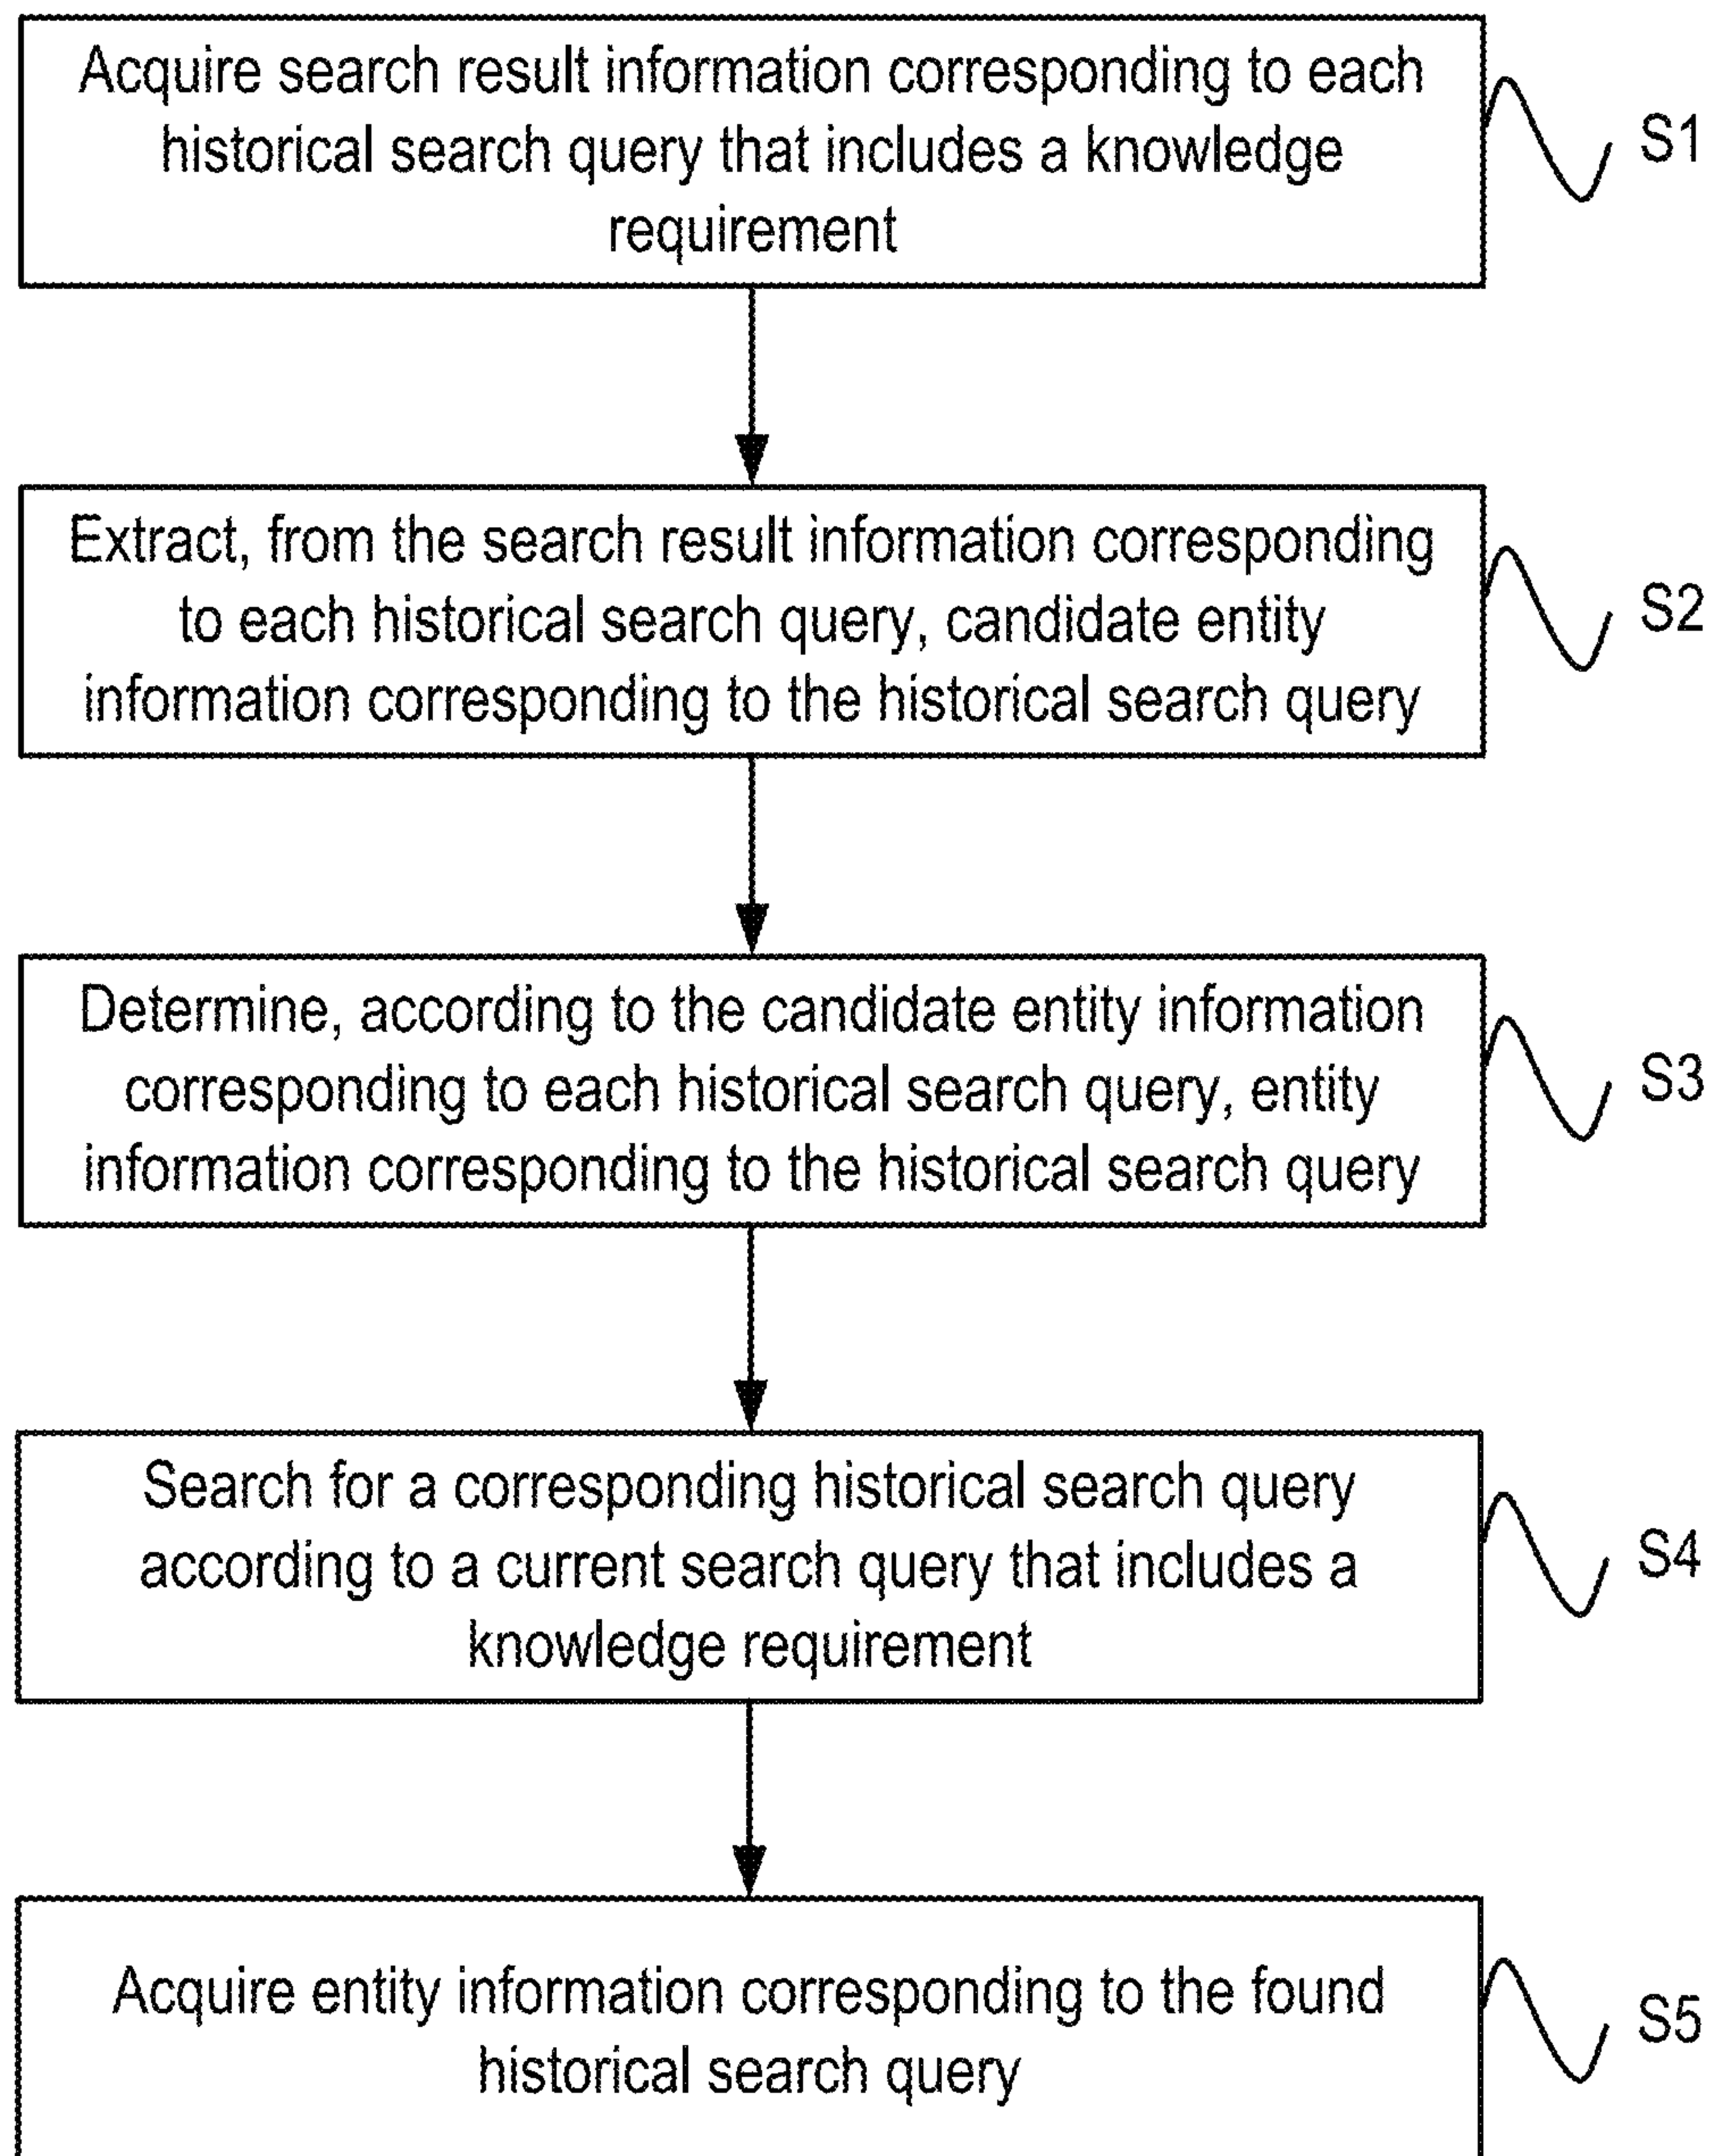 Acquire search result information corresponding to each
historical search query that includes a knowledge
requirement
S1
Extract, from the search result information corresponding
to each historical search query, candidate entity
information corresponding to the historical search query
S2
Determine, according to the candidate entity information
corresponding to each historical search query, entity
information corresponding to the historical search query
S3
Search for a corresponding historical search query
according to a current search query that includes a
knowledge requirement
S4
Acquire entity information corresponding to the found
historical search query
S5